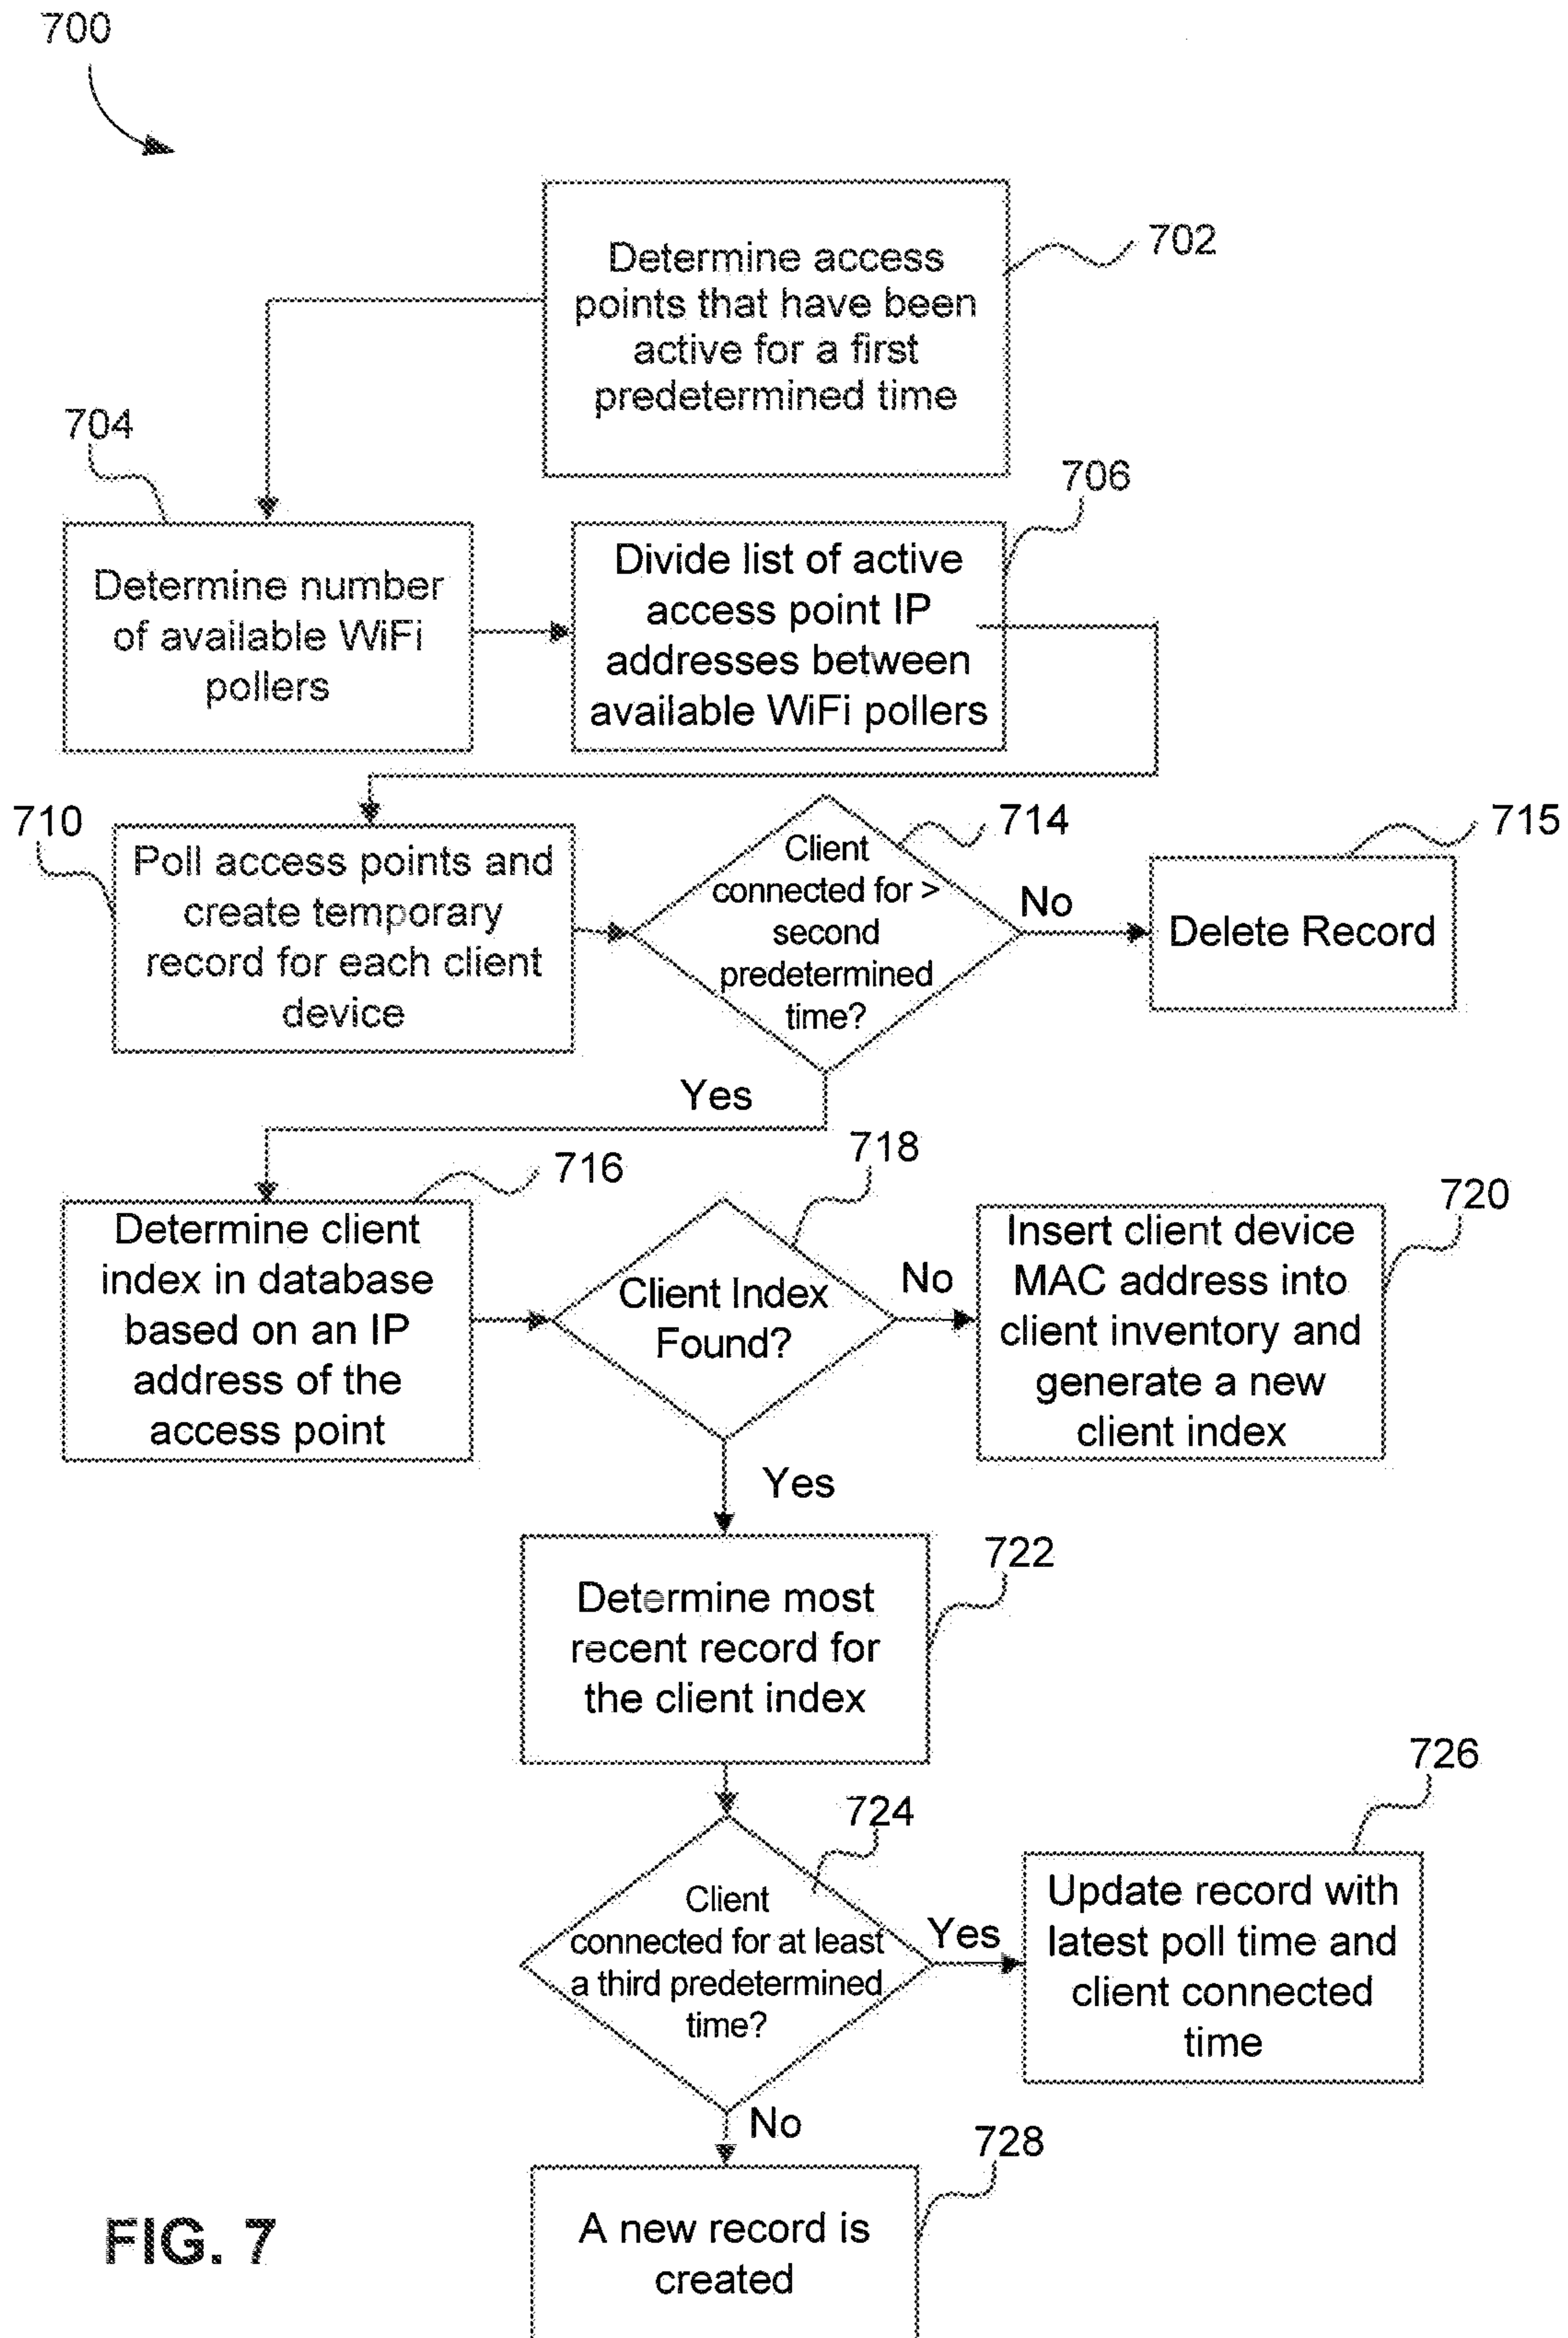 700
Determine access
points that have been
active for a first
predetermined time
702
704
Determine number
of available WiFi
pollers
706
Divide list of active
access point IP
addresses between
available WiFi pollers
710
Poll access points and
create temporary
record for each client
device
714
Client
connected for >
second
predetermined
time?
No
715
Delete Record
Yes
716
Determine client
index in database
based on an IP
address of the
access point
718
Client Index
Found?
No
720
Insert client device
MAC address into
client inventory and
generate a new
client index
Yes
722
Determine most
recent record for
the client index
724
Client
connected for at least
a third predetermined
time?
Yes
726
Update record with
latest poll time and
client connected
time
No
728
A new record is
created
FIG. 7